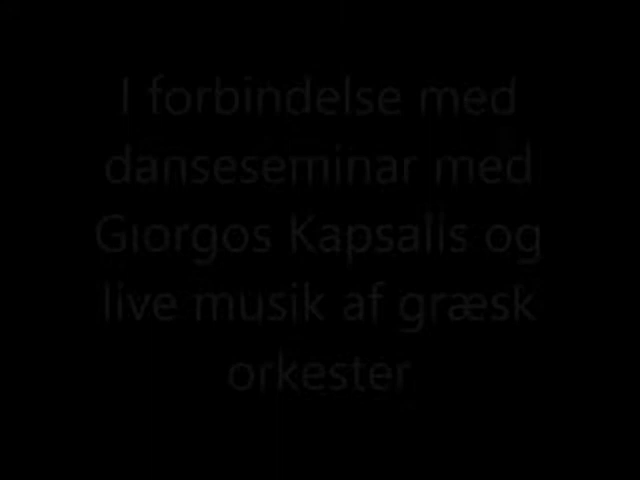 I forbindelse med
danseseminar med
Giorgos Kapsalis og
live musik af græsk
orkester